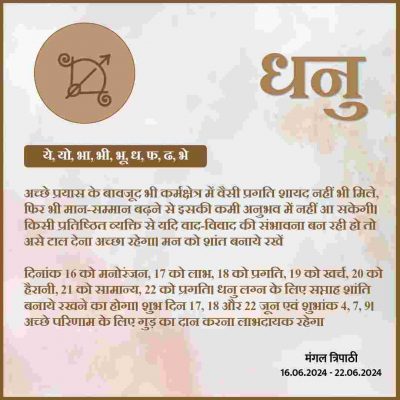 धनु
ये, यो, भा, भी, भू, ध, फ, ढ, भे
अच्छे प्रयास के बावजूद भी कर्मक्षेत्र में वैसी प्रगति शायद नहीं भी मिले,
फिर भी मान-सम्मान बढ़ने से इसकी कमी अनुभव में नहीं आ सकेगी।
किसी प्रतिष्ठित व्यक्ति से यदि वाद-विवाद की संभावना बन रही हो तो
असे टाल देना अच्छा रहेगा। मन को शांत बनाये रखें
दिनांक 16 को मनोरंजन, 17 को लाभ, 18 को प्रगति, 19 को खर्च, 20 को
हैरानी, 21 को सामान्य, 22 को प्रगति। धनु लग्न के लिए सप्ताह शांति
बनाये रखने का होगा। शुभ दिन 17, 18 और 22 जून एवं शुभांक 4, 7, 9।
अच्छे परिणाम के लिए गुड़ का दान करना लाभदायक रहेगा
मंगल त्रिपाठी
16.06.2024 - 22.06.2024